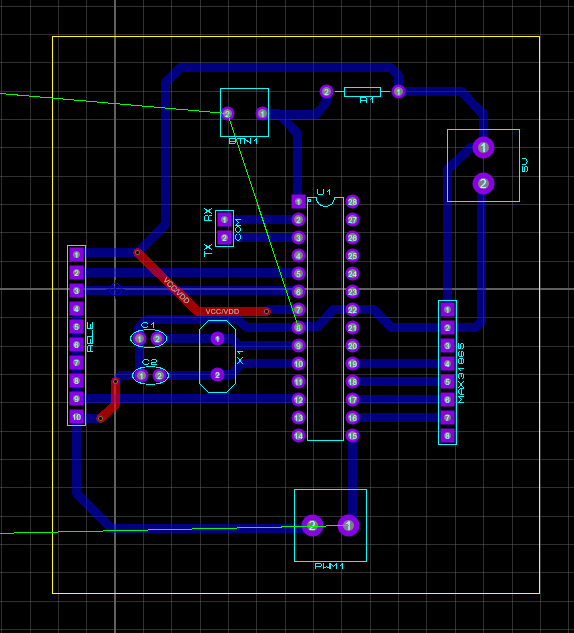 2 1
R1
2 1
BTN1
1
2
5V
U1
1 28
2 27
3 26
4 25
5 24
6 23
7 22
8 21
9 20
10 19
11 18
12 17
13 16
14 15
RX
TX
1
2
COM
1
2
3
4
5
6
7
8
9
10
RELE
VCC/VDD
VCC/VDD
C1
1 2
C2
1 2
1
2
X1
1
2
3
4
5
6
7
8
MAX31865
2 1
PWM1